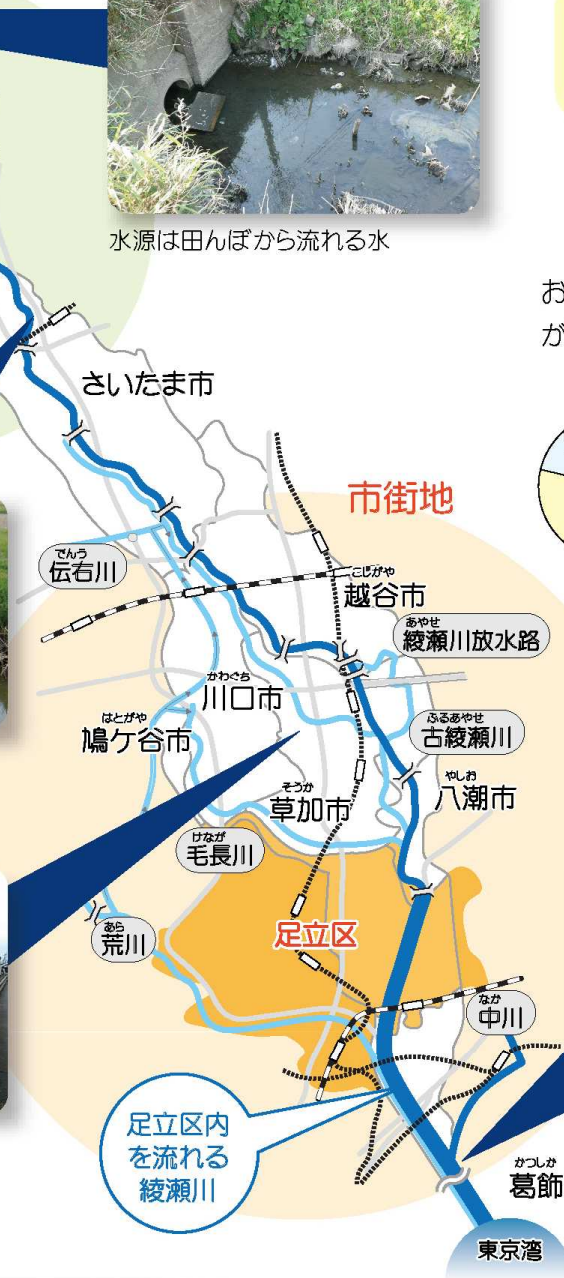 水源は田んぼから流れる水
お
が
さいたま市
市街地
でんう
伝右川
こしがや
越谷市
あやせ
綾瀬川放水路
かわぐち
川口市
はとがや
鳩ケ谷市
ふるあやせ
古綾瀬川
そうか
草加市
やしお
八潮市
けなが
毛長川
あら
荒川
足立区
なか
中川
足立区内
を流れる
綾瀬川
かつしか
葛飾
東京湾